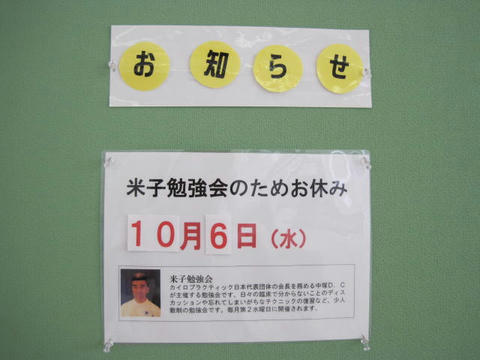 お知らせ
米子勉強会のためお休み
10月6日（水）
米子勉強会
カイロプラクティック日本代表団体の会長を務める中塚D．C
が主催する勉強会です。日々の臨床で分からないことのディス
カッションや忘れてしまいがちなテクニックの復習など、少人
数制の勉強会です。毎月第2水曜日に開催されます。